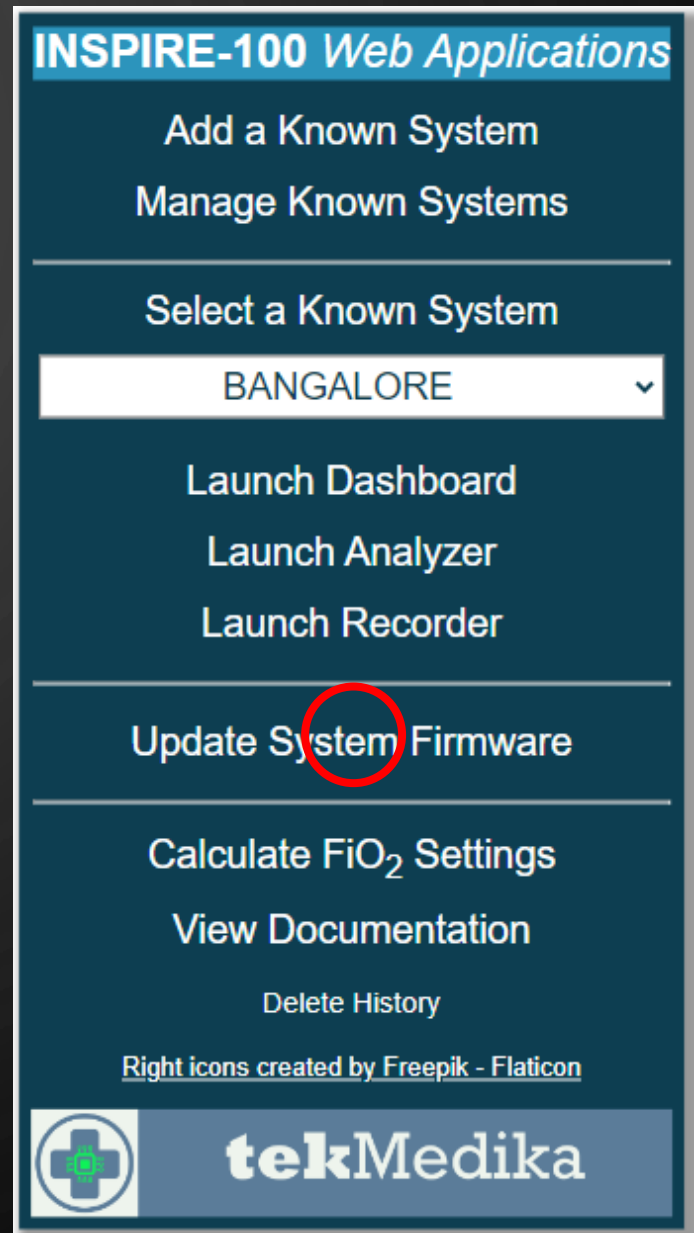 INSPIRE-100 Web Applications
Add a Known System
Manage Known Systems
Select a Known System
BANGALORE
Launch Dashboard
Launch Analyzer
Launch Recorder
Update System Firmware
Calculate FiO₂ Settings
View Documentation
Delete History
Right icons created by Freepik - Flaticon
tekMedika